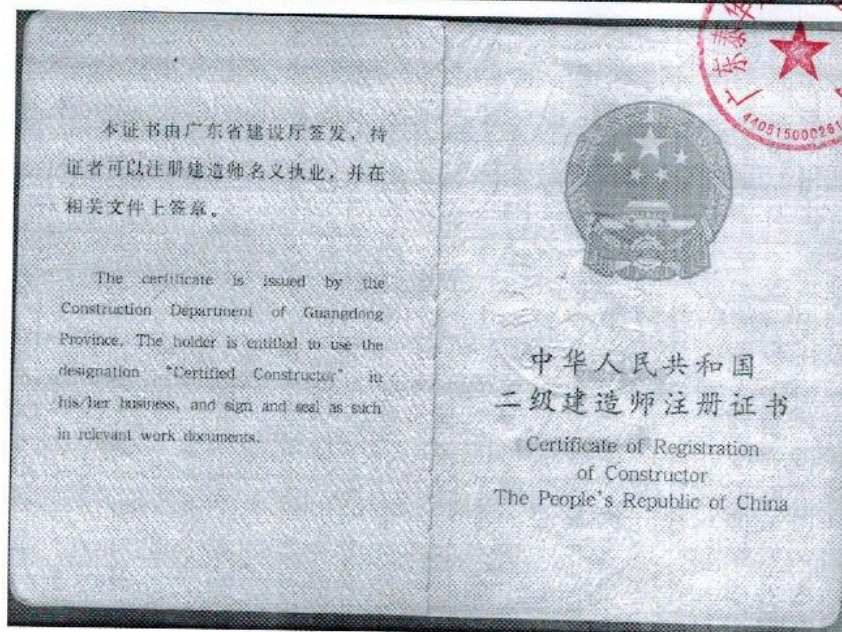 本证书由广东省建设厅签发，持
证者可以注册建造师名义执业，并在
相关文件上签章。
The certificate is issued by the
Construction Department of Guangdong
Province. The holder is entitled to use the
designation "Certified Constructor" in
his/her business, and sign and seal as such
in relevant work documents.
广东泰华
440515000261
中华人民共和国
二级建造师注册证书
Certificate of Registration
of Constructor
The People's Republic of China